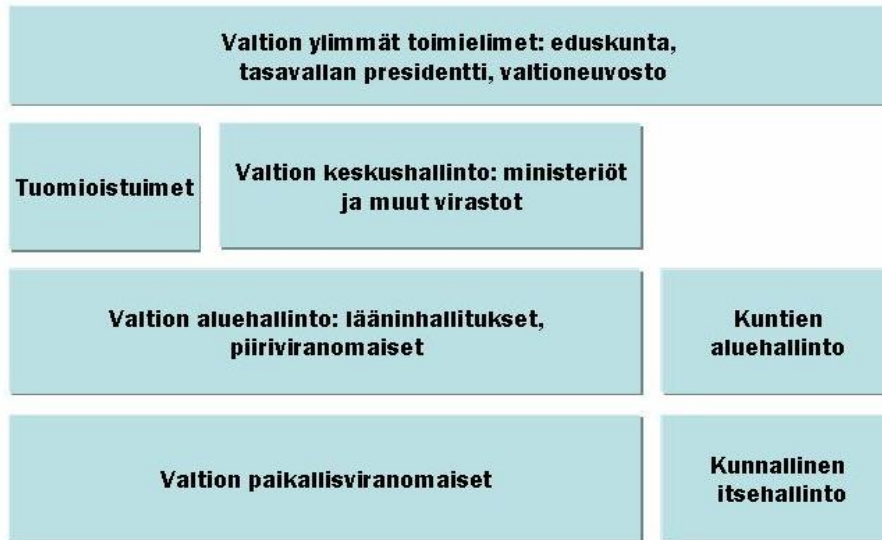 Valtion ylimmät toimielimet: eduskunta,
tasavallan presidentti, valtioneuvosto
Tuomioistuimet
Valtion keskushallinto: ministeriöt
ja muut virastot
Valtion aluehallinto: lääninhallitukset,
piiriviranomaiset
Kuntien
aluehallinto
Valtion paikallisviranomaiset
Kunnallinen
itsehallinto